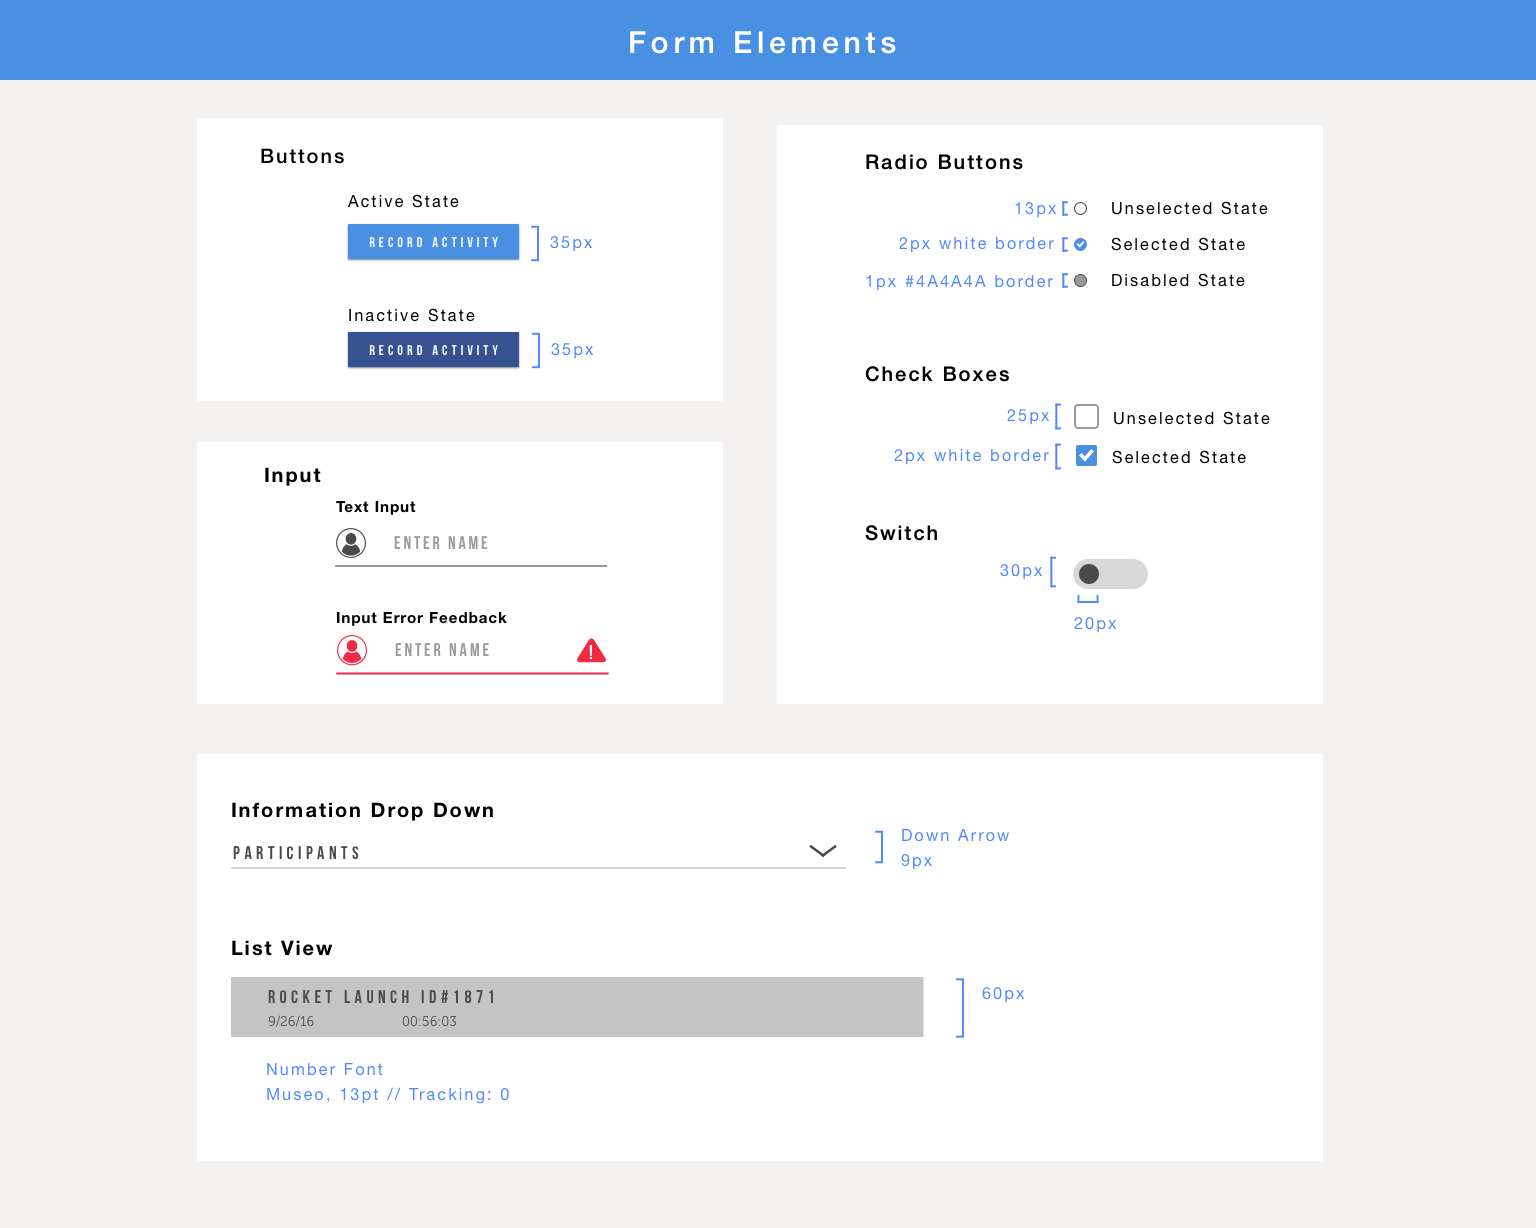 Form Elements
Buttons
Active State
RECORD ACTIVITY
35px
Inactive State
RECORD ACTIVITY
35px
Input
Text Input
ENTER NAME
Input Error Feedback
ENTER NAME
Radio Buttons
13px Unselected State
2px white border Selected State
1px #4A4A4A border Disabled State
Check Boxes
25px Unselected State
2px white border Selected State
Switch
30px
20px
Information Drop Down
PARTICIPANTS
Down Arrow
9px
List View
ROCKET LAUNCH ID#1871
9/26/16 00:56:03
60px
Number Font
Museo, 13pt // Tracking: 0